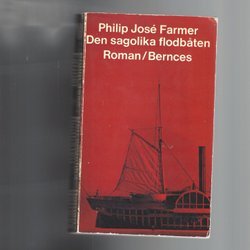 Philip José Farmer
Den sagolika flodbåten
Roman/Bernces